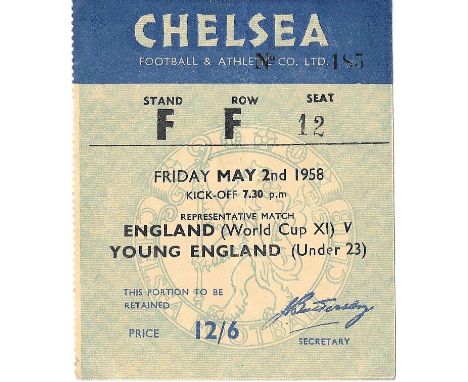 CHELSEA
FOOTBALL & ATHLETIC CO. LTD.
No 185
STAND ROW SEAT
F F 12
FRIDAY MAY 2nd 1958
KICK-OFF 7.30 p.m
REPRESENTATIVE MATCH
ENGLAND (World Cup XI) V
YOUNG ENGLAND (Under 23)
THIS PORTION TO BE
RETAINED
PRICE 12/6
SECRETARY